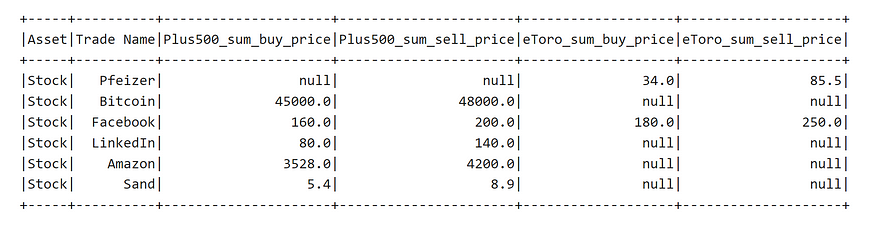 +-----+----------+---------------------+----------------------+-------------------+--------------------+
|Asset|Trade Name|Plus500_sum_buy_price|Plus500_sum_sell_price|eToro_sum_buy_price|eToro_sum_sell_price|
+-----+----------+---------------------+----------------------+-------------------+--------------------+
|Stock|   Pfeizer|                 null|                  null|               34.0|                85.5|
|Stock|   Bitcoin|              45000.0|               48000.0|               null|                null|
|Stock|  Facebook|                160.0|                 200.0|              180.0|               250.0|
|Stock|  LinkedIn|                 80.0|                 140.0|               null|                null|
|Stock|    Amazon|               3528.0|                4200.0|               null|                null|
|Stock|      Sand|                  5.4|                   8.9|               null|                null|
+-----+----------+---------------------+----------------------+-------------------+--------------------+